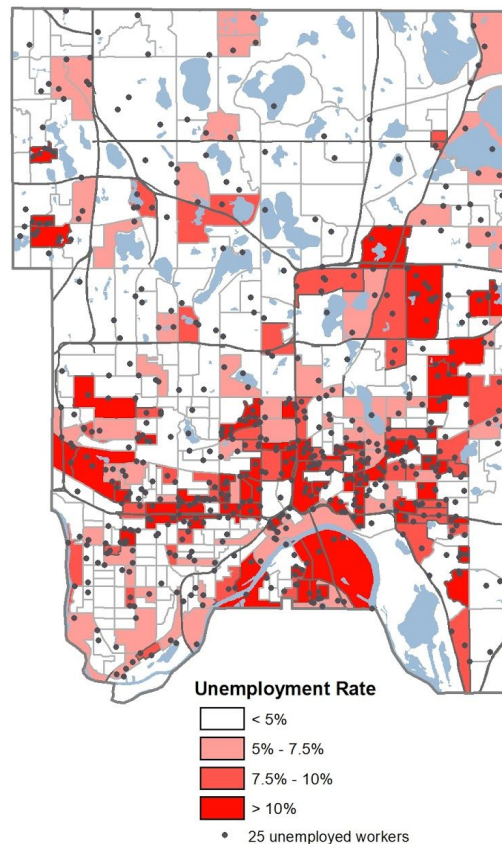 Unemployment Rate
< 5%
5% - 7.5%
7.5% - 10%
> 10%
25 unemployed workers